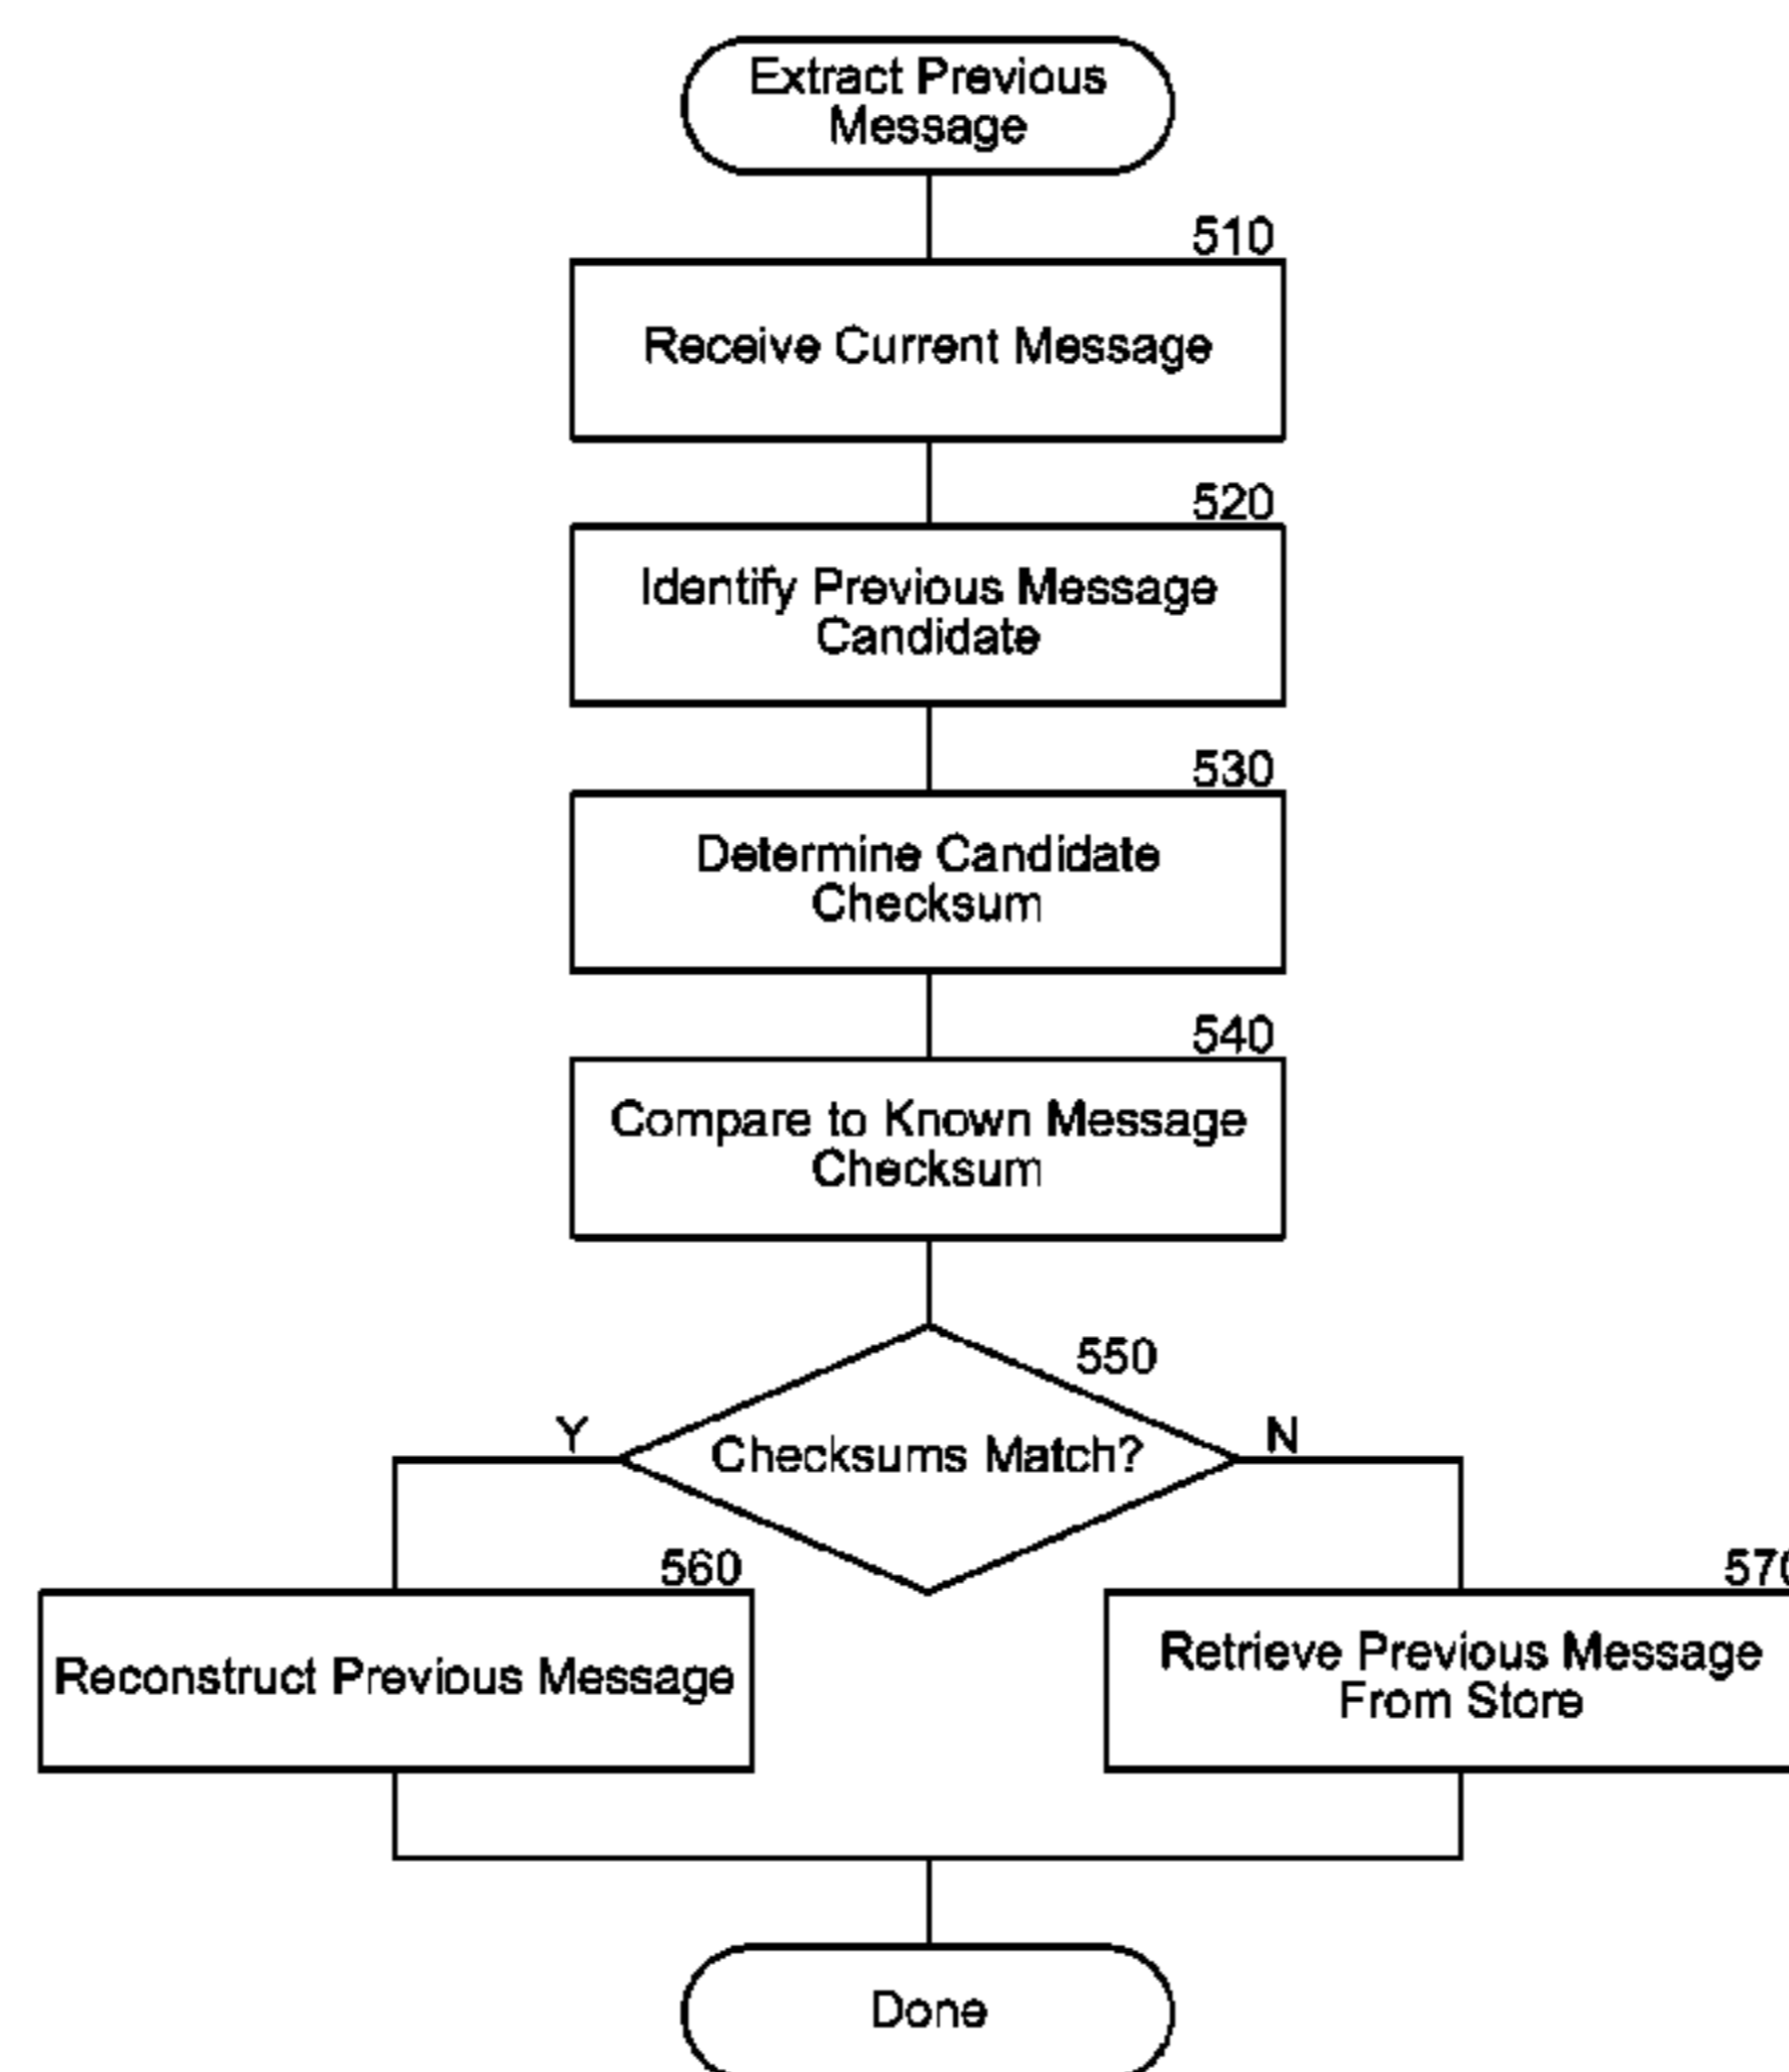 Extract Previous
Message
510
Receive Current Message
520
Identify Previous Message
Candidate
530
Determine Candidate
Checksum
540
Compare to Known Message
Checksum
550
Checksums Match?
Y
N
560
Reconstruct Previous Message
570
Retrieve Previous Message
From Store
Done